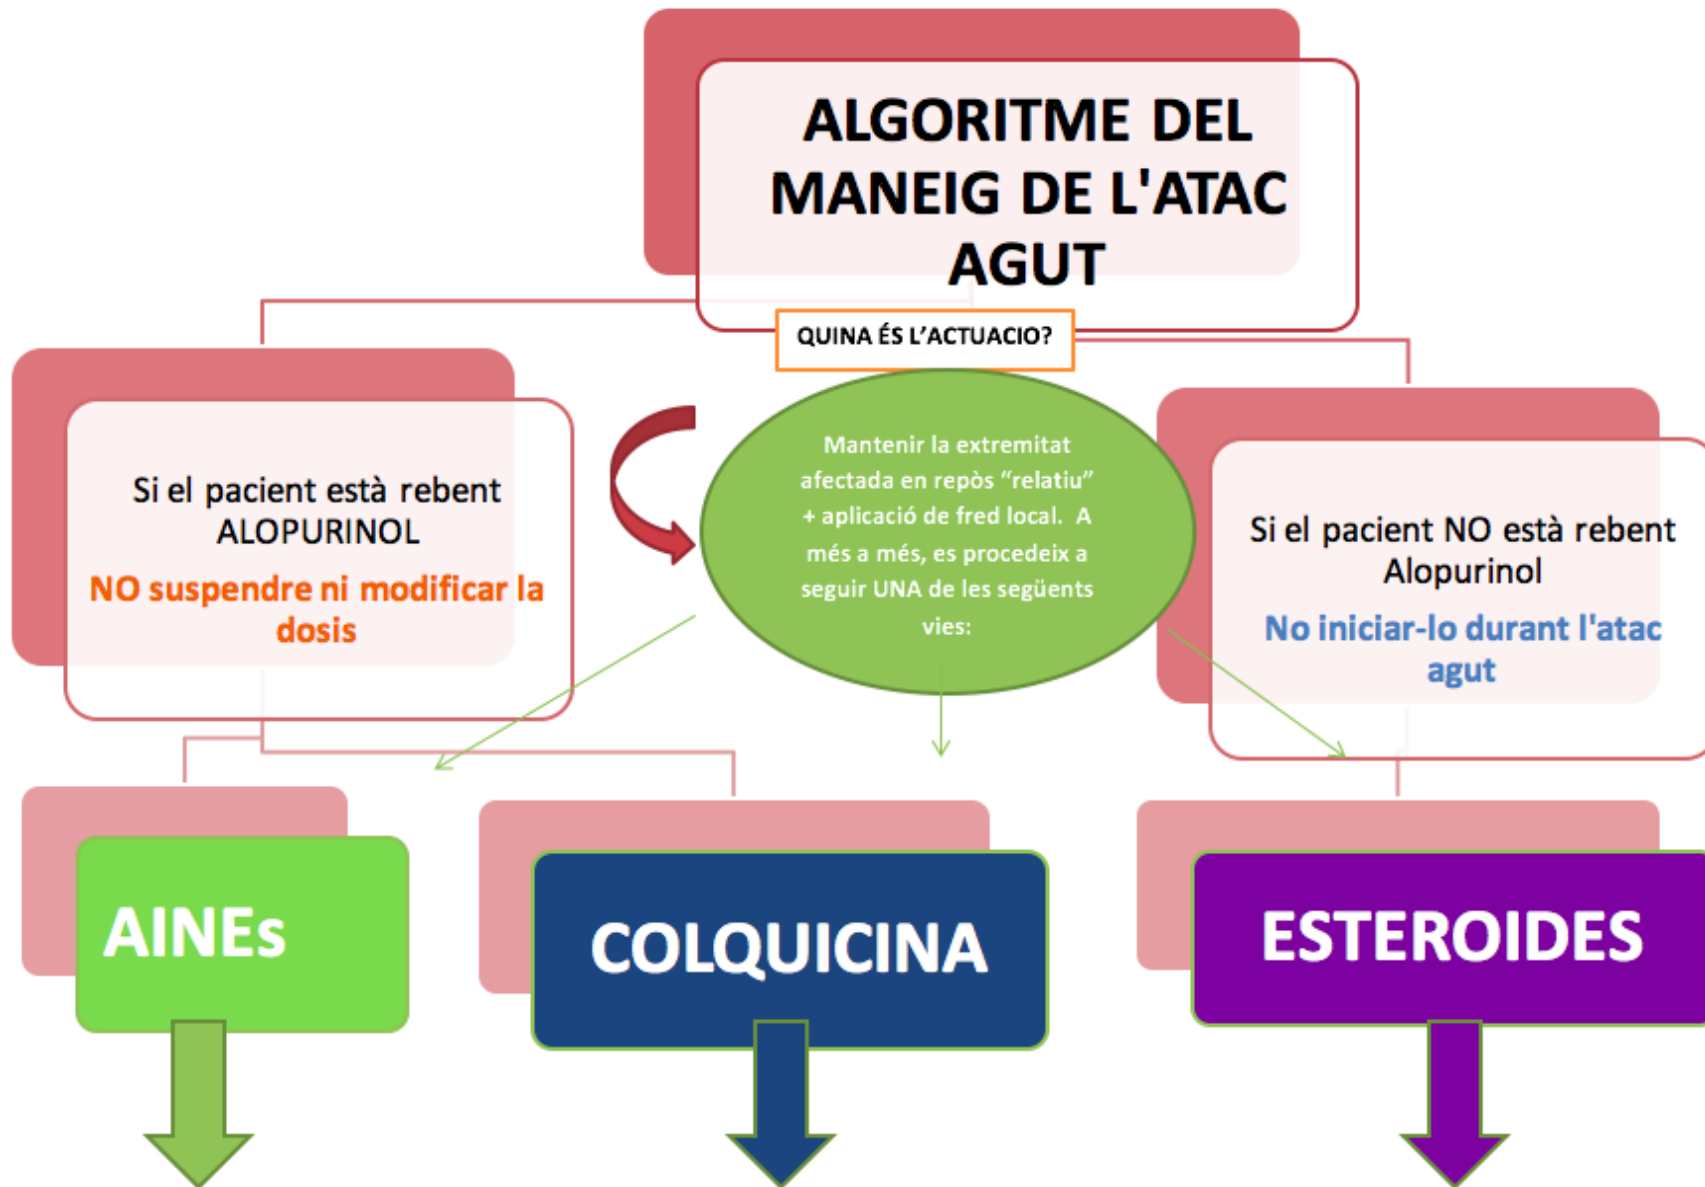 ALGORITME DEL
MANEIG DE L'ATAC
AGUT
QUINA ÉS L'ACTUACIO?
Si el pacient està rebent
ALOPURINOL
NO suspendre ni modificar la
dosis
Mantenir la extremitat
afectada en repòs “relatiu”
+ aplicació de fred local. A
més a més, es procedeix a
seguir UNA de les següents
vies:
Si el pacient NO està rebent
Alopurinol
No iniciar-lo durant l'atac
agut
AINEs
COLQUICINA
ESTEROIDES